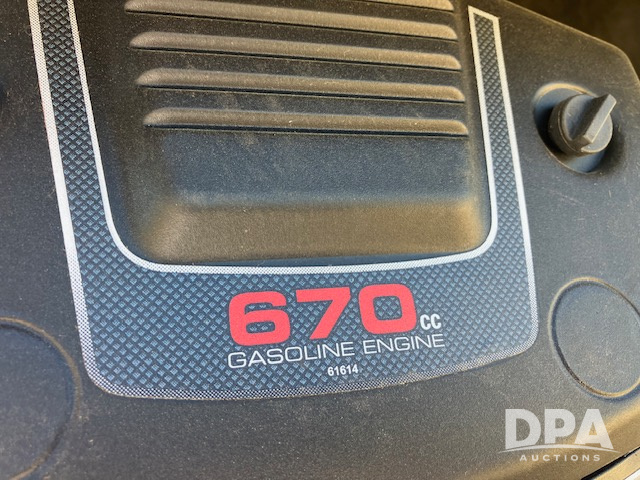 670 cc
GASOLINE ENGINE
61614
DPA
AUCTIONS